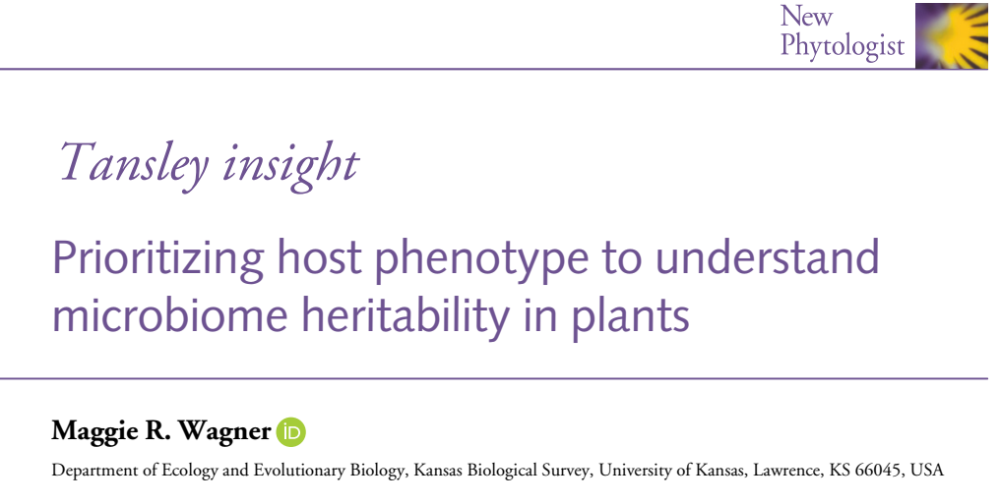 New
Phytologist
Tansley insight
Prioritizing host phenotype to understand
microbiome heritability in plants
Maggie R. Wagner iD
Department of Ecology and Evolutionary Biology, Kansas Biological Survey, University of Kansas, Lawrence, KS 66045, USA